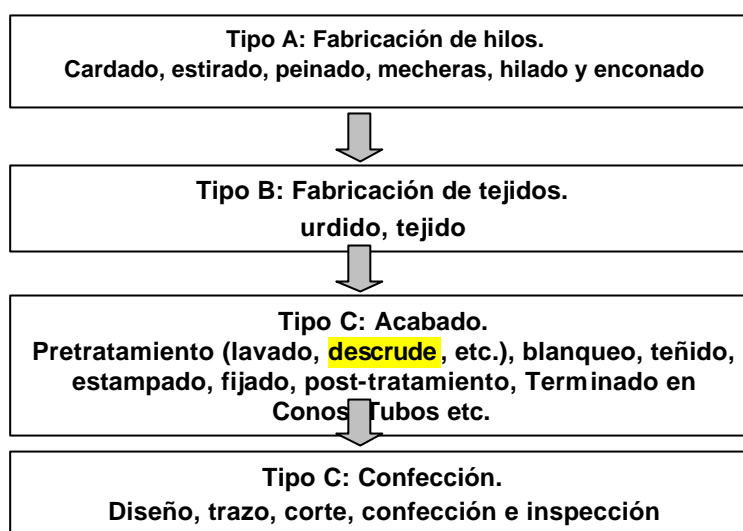 Tipo A: Fabricación de hilos.
Cardado, estirado, peinado, mecheras, hilado y enconado
Tipo B: Fabricación de tejidos.
urdido, tejido
Tipo C: Acabado.
Pretratamiento (lavado, descrude, etc.), blanqueo, teñido,
estampado, fijado, post-tratamiento, Terminado en
Conos Tubos etc.
Tipo C: Confección.
Diseño, trazo, corte, confección e inspección